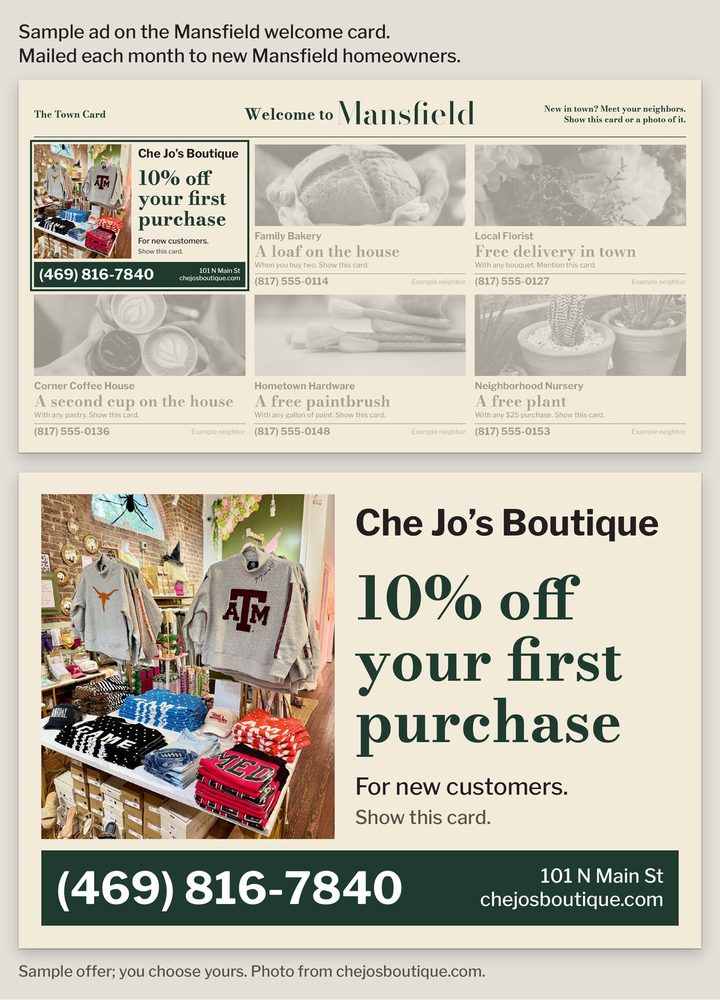 Sample ad on the Mansfield welcome card.
Mailed each month to new Mansfield homeowners.
The Town Card
Welcome to Mansfield
New in town? Meet your neighbors.
Show this card or a photo of it.
Che Jo's Boutique
10% off
your first
purchase
For new customers.
Show this card.
(469) 816-7840
101 N Main St
chejosboutique.com
Family Bakery
A loaf on the house
When you buy two. Show this card.
(817) 555-0114
Example neighbor
Local Florist
Free delivery in town
With any bouquet. Mention this card.
(817) 555-0127
Example neighbor
Corner Coffee House
A second cup on the house
With any pastry. Show this card.
(817) 555-0136
Example neighbor
Hometown Hardware
A free paintbrush
With any gallon of paint. Show this card.
(817) 555-0148
Example neighbor
Neighborhood Nursery
A free plant
With any $25 purchase. Show this card.
(817) 555-0153
Example neighbor
Che Jo's Boutique
10% off
your first
purchase
For new customers.
Show this card.
A T M
(469) 816-7840
101 N Main St
chejosboutique.com
Sample offer; you choose yours. Photo from chejosboutique.com.